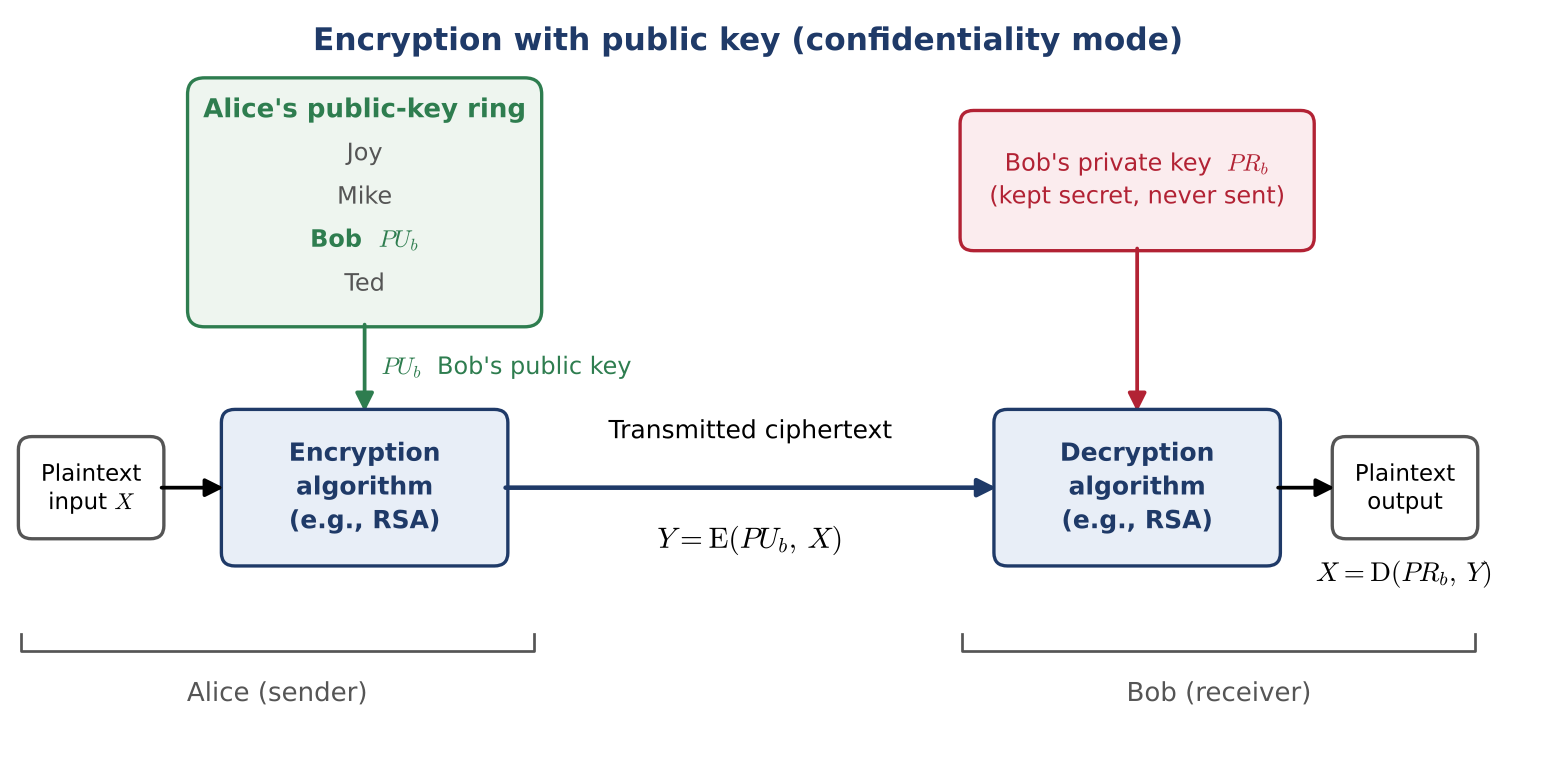 Encryption with public key (confidentiality mode)
Alice's public-key ring
Joy
Mike
Bob PU_b
Ted
Bob's private key PR_b
(kept secret, never sent)
PU_b Bob's public key
Plaintext
input X
Encryption
algorithm
(e.g., RSA)
Transmitted ciphertext
Y = E(PU_b, X)
Decryption
algorithm
(e.g., RSA)
Plaintext
output
X = D(PR_b, Y)
Alice (sender)
Bob (receiver)